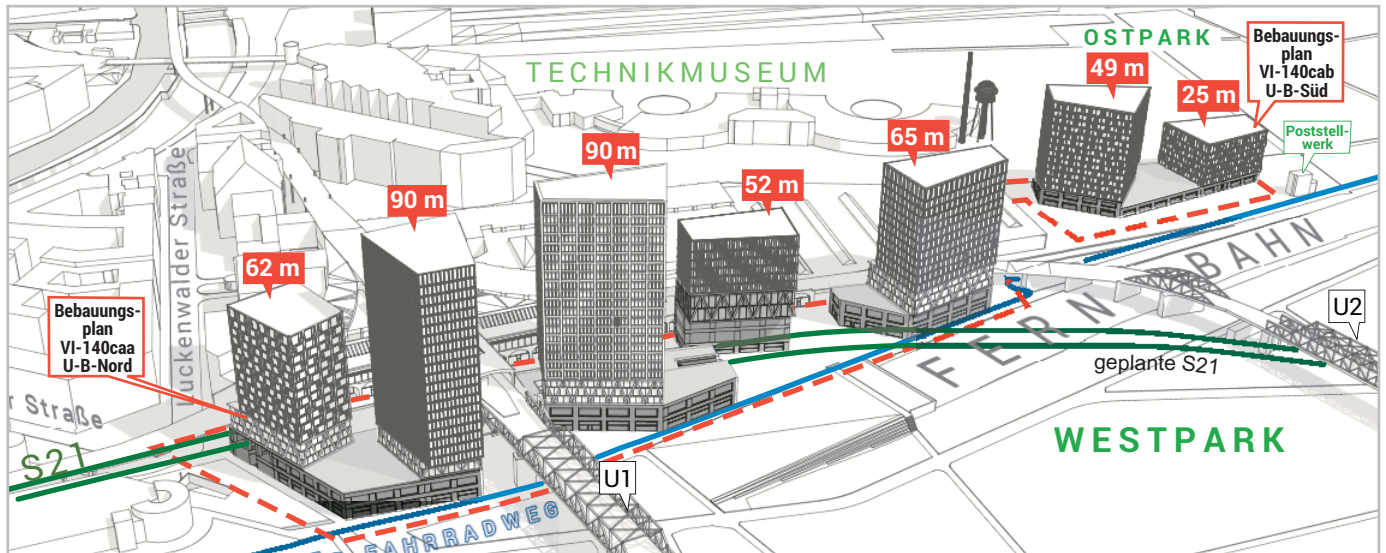 OSTPARK
Bebauungs-
plan
VI-140cab
U-B-Süd
TECHNIKMUSEUM
49 m
25 m
Poststell-
werk
90 m
65 m
90 m
52 m
Luckenwalder Straße
62 m
Bebauungs-
plan
VI-140caa
U-B-Nord
FERNBAHN
U2
geplante S21
r Straße
WESTPARK
S21
U1
FAHRRADWEG